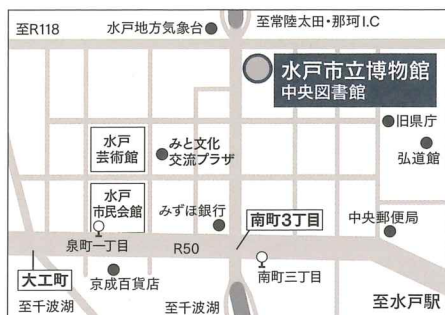 至R118
水戸地方気象台
至常陸太田・那珂I.C
水戸市立博物館
中央図書館
旧県庁
弘道館
水戸
芸術館
みと文化
交流プラザ
水戸
市民会館
みずほ銀行
南町3丁目
中央郵便局
泉町一丁目
R50
大工町
京成百貨店
南町三丁目
至千波湖
至千波湖
至水戸駅